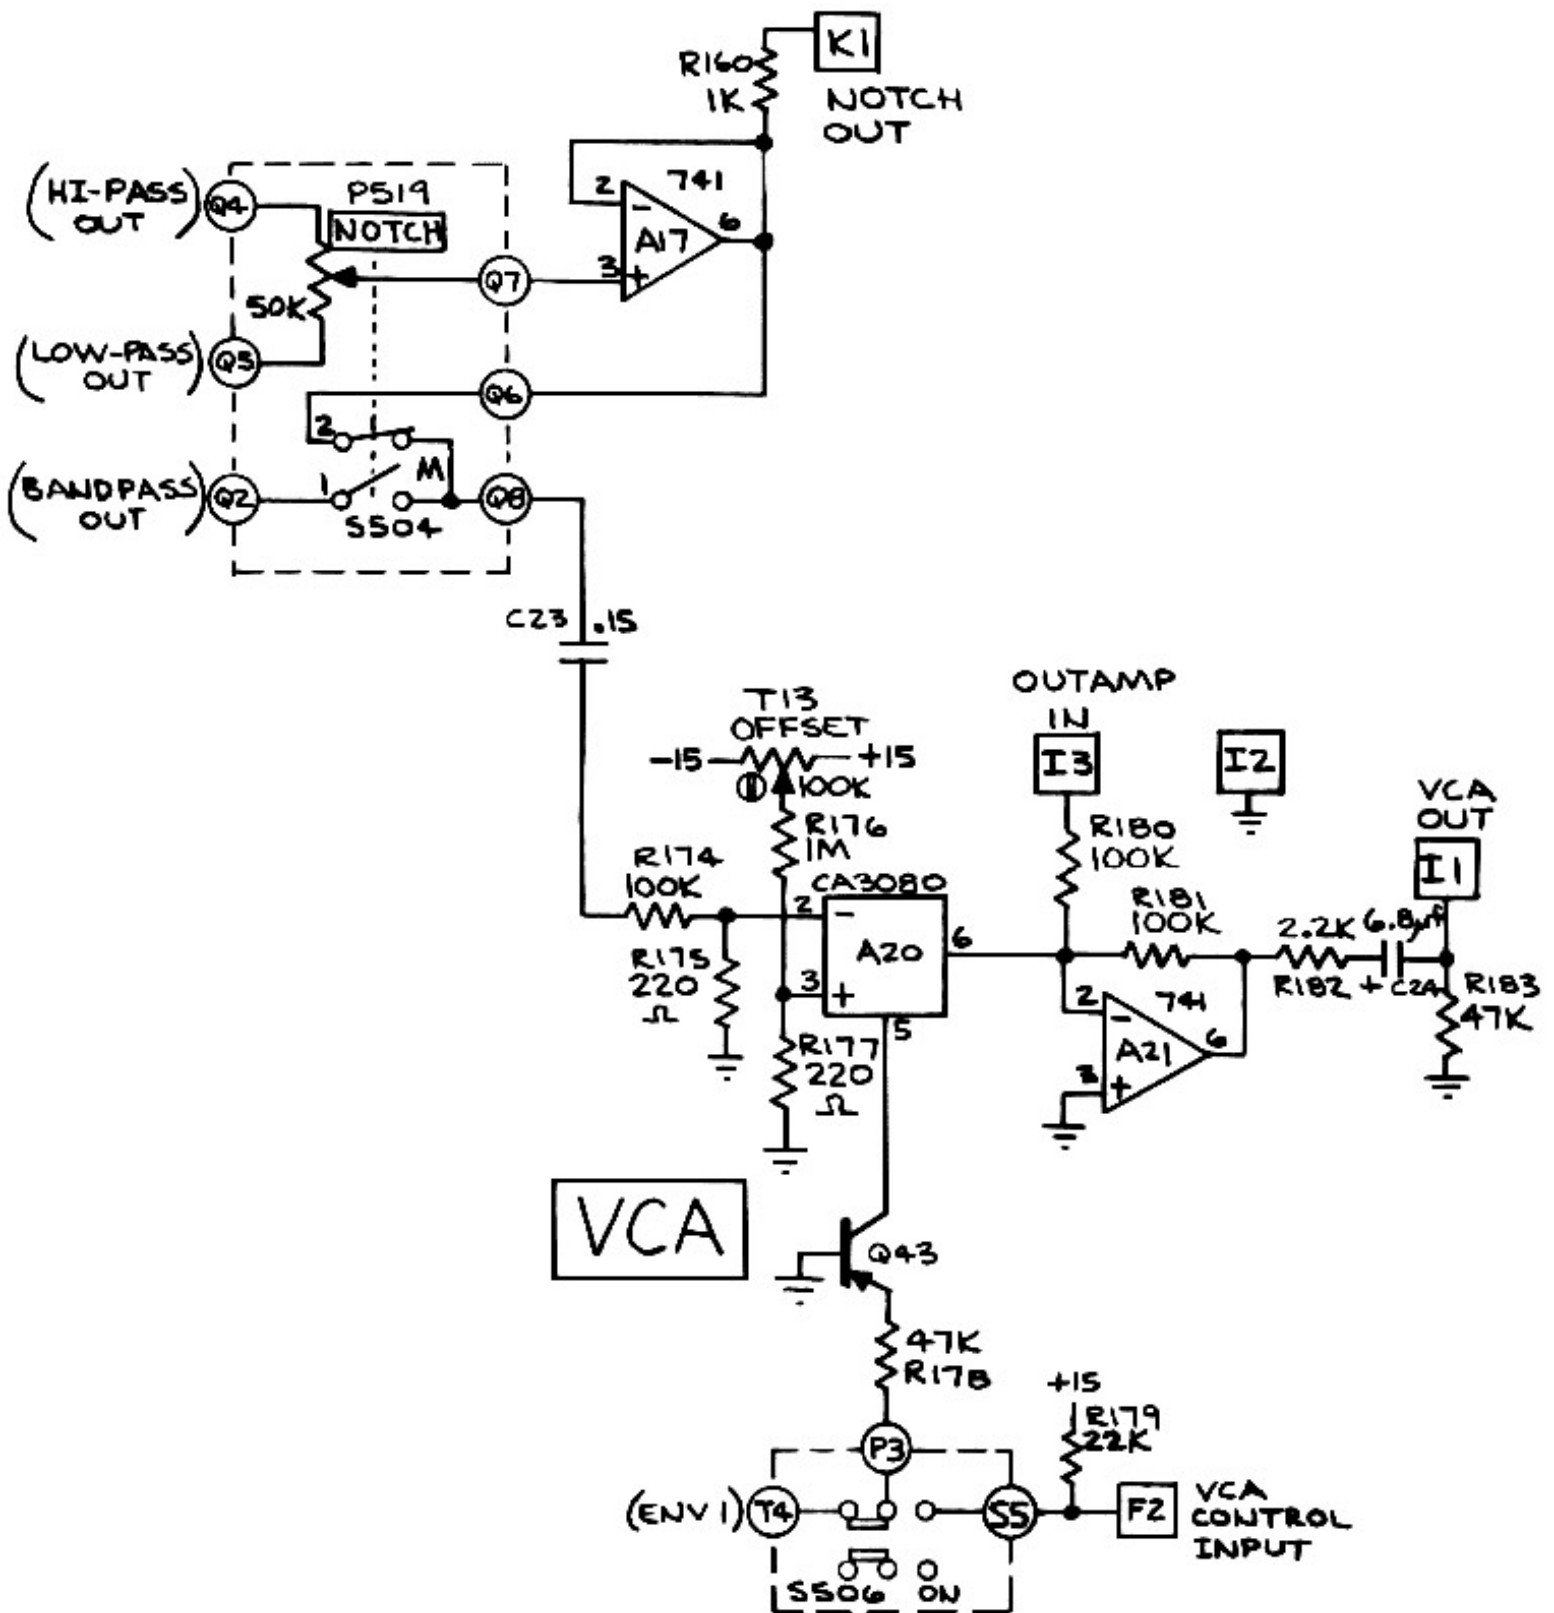 K1
R160
1K
NOTCH
OUT
(HI-PASS
OUT)
Q4
P519
NOTCH
741
2
-
A17
6
3
+
Q7
50K
(LOW-PASS
OUT)
Q5
Q6
2
M
(BANDPASS
OUT)
Q2
1
S504
Q8
C23 .15
T13
OFFSET
-15
+15
100K
OUTAMP
IN
I3
I2
VCA
OUT
I1
R176
1M
R174
100K
CA3080
2
-
A20
6
3
+
5
R175
220
Ω
R177
220
Ω
R180
100K
R181
100K
2.2K
6.8µf
R182
+
C24
R183
47K
741
2
-
A21
6
3
+
VCA
Q43
47K
R178
+15
R179
22K
P3
(ENV 1)
T4
S5
F2
VCA
CONTROL
INPUT
S506
ON